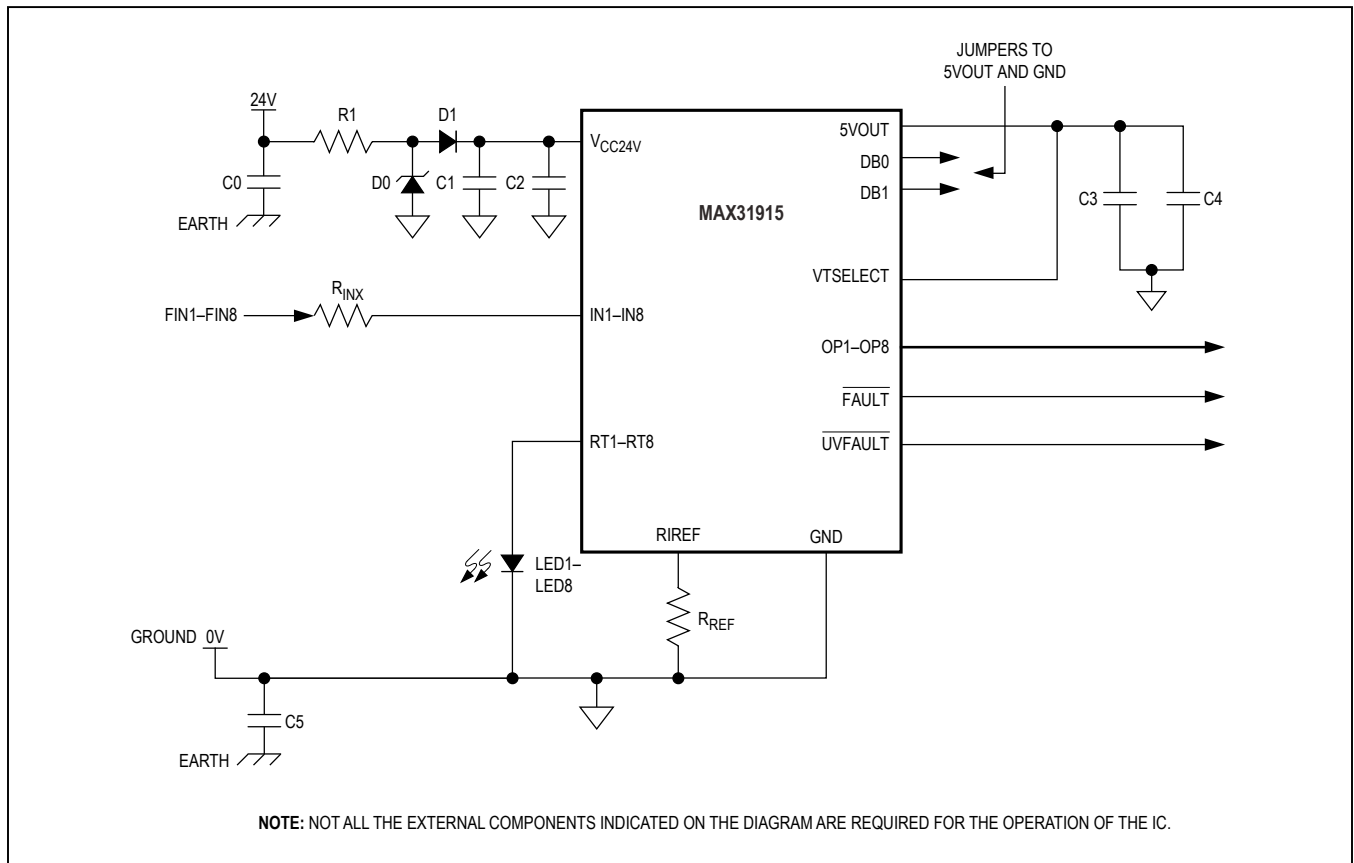 JUMPERS TO
5VOUT AND GND
24V
R1
D1
C0
D0
C1
C2
EARTH
VCC24V
MAX31915
5VOUT
DB0
DB1
C3
C4
VTSELECT
FIN1–FIN8
RINX
IN1–IN8
OP1–OP8
FAULT
UVFAULT
RT1–RT8
RIREF
GND
LED1–
LED8
RREF
GROUND 0V
C5
EARTH
NOTE: NOT ALL THE EXTERNAL COMPONENTS INDICATED ON THE DIAGRAM ARE REQUIRED FOR THE OPERATION OF THE IC.